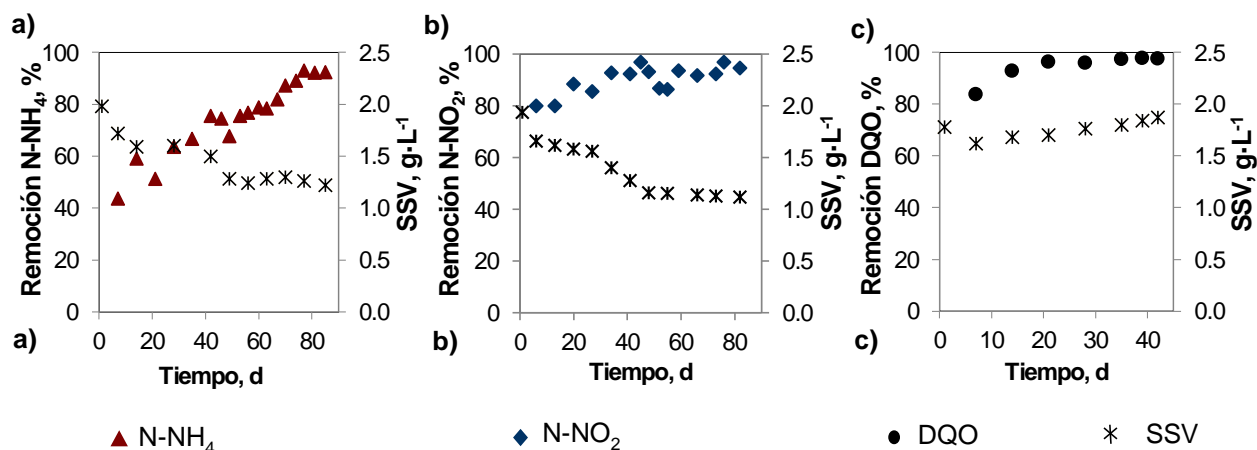 a)
Remoción N-NH4, %
100
80
60
40
20
0
2.5
2.0
1.5
1.0
0.5
0.0
SSV, g·L-1
0 20 40 60 80
Tiempo, d
a)
b)
Remoción N-NO2, %
100
80
60
40
20
0
2.5
2.0
1.5
1.0
0.5
0.0
SSV, g·L-1
0 20 40 60 80
Tiempo, d
b)
c)
Remoción DQO, %
100
80
60
40
20
0
2.5
2.0
1.5
1.0
0.5
0.0
SSV, g·L-1
0 10 20 30 40
Tiempo, d
c)
N-NH4
N-NO2
DQO
SSV